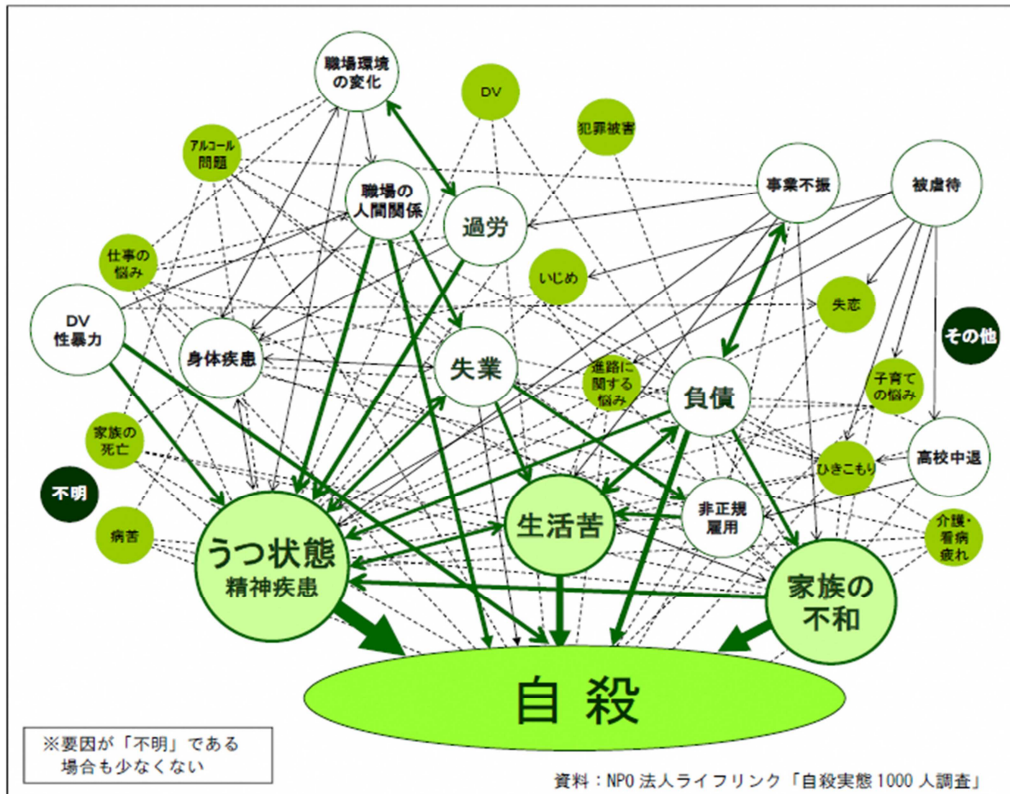 職場環境
の変化
DV
犯罪被害
アルコール
問題
職場の
人間関係
過労
事業不振
被虐待
仕事の
悩み
いじめ
失恋
DV
性暴力
その他
身体疾患
失業
進路に
関する
悩み
負債
子育て
の悩み
家族の
死亡
高校中退
ひきこもり
不明
病苦
うつ状態
精神疾患
生活苦
非正規
雇用
介護・
看病
疲れ
家族の
不和
自殺
※要因が「不明」である
場合も少なくない
資料：NPO法人ライフリンク「自殺実態1000人調査」